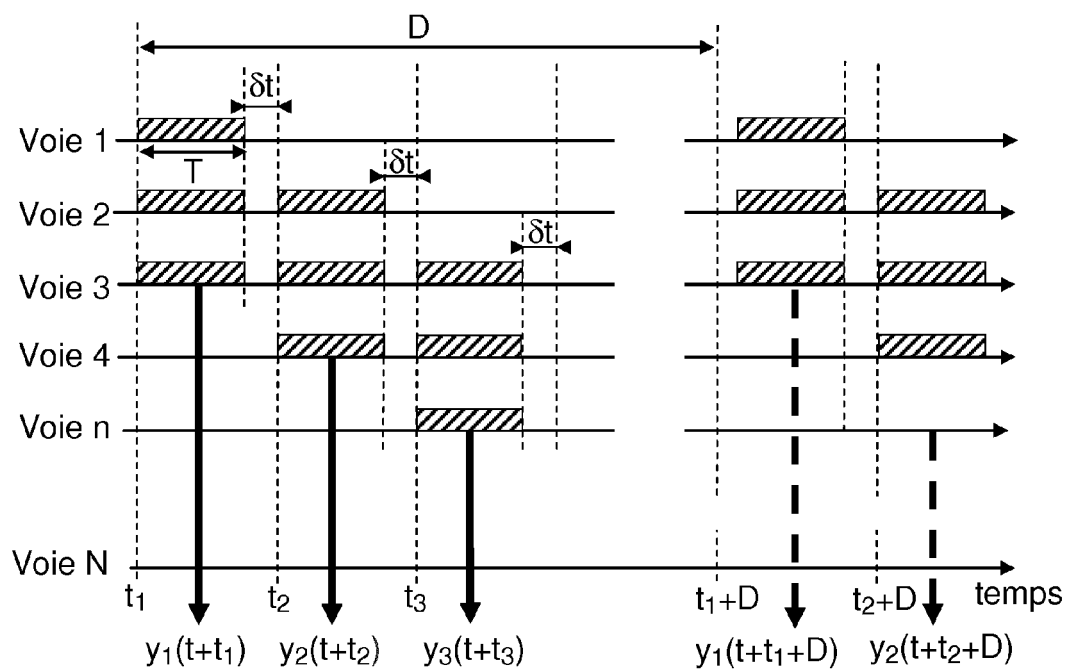 D
δt
Voie 1
T
δt
Voie 2
δt
Voie 3
Voie 4
Voie n
Voie N
t₁ t₂ t₃ t₁+D t₂+D temps
y₁(t+t₁) y₂(t+t₂) y₃(t+t₃) y₁(t+t₁+D) y₂(t+t₂+D)